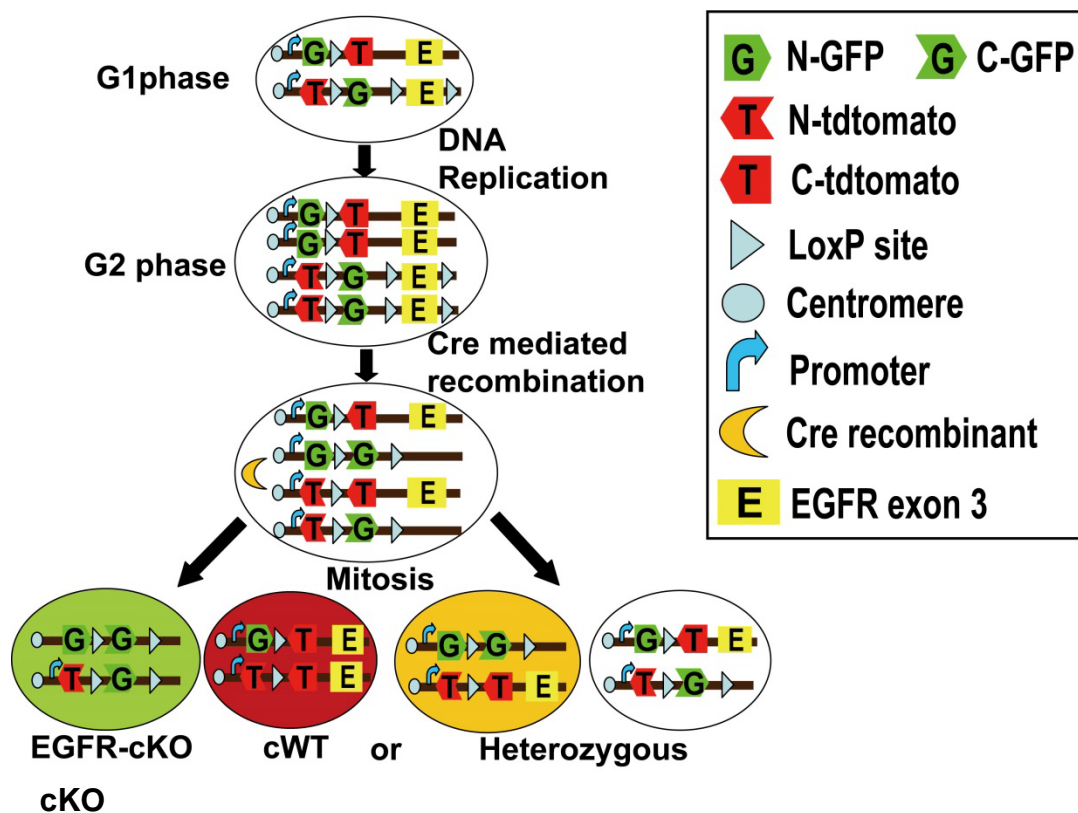 G1phase
G T E
T G E
DNA
Replication
G2 phase
G T E
G T E
T G E
T G E
Cre mediated
recombination
G T E
G G
T T E
T G
Mitosis
G G
T G
G T E
T T E
G G
T T E
G T E
T G
EGFR-cKO
cWT
or
Heterozygous
cKO
G N-GFP
G C-GFP
T N-tdtomato
T C-tdtomato
LoxP site
Centromere
Promoter
Cre recombinant
E EGFR exon 3